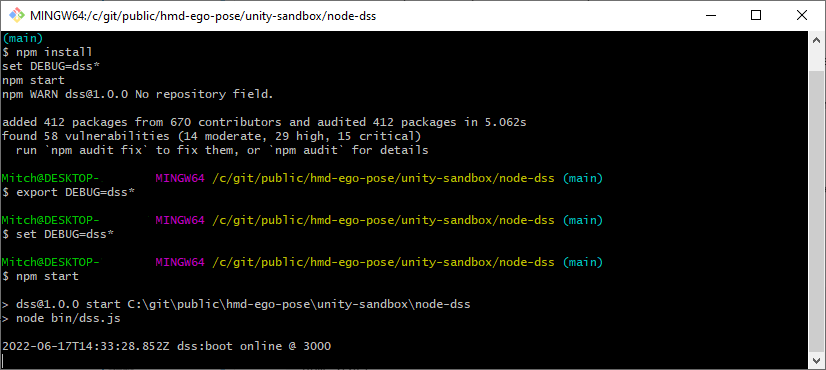 MINGW64:/c/git/public/hmd-ego-pose/unity-sandbox/node-dss
(main)
$ npm install
set DEBUG=dss*
npm start
npm WARN dss@1.0.0 No repository field.
added 412 packages from 670 contributors and audited 412 packages in 5.062s
found 58 vulnerabilities (14 moderate, 29 high, 15 critical)
  run `npm audit fix` to fix them, or `npm audit` for details
Mitch@DESKTOP-        MINGW64 /c/git/public/hmd-ego-pose/unity-sandbox/node-dss (main)
$ export DEBUG=dss*
Mitch@DESKTOP-        MINGW64 /c/git/public/hmd-ego-pose/unity-sandbox/node-dss (main)
$ set DEBUG=dss*
Mitch@DESKTOP-        MINGW64 /c/git/public/hmd-ego-pose/unity-sandbox/node-dss (main)
$ npm start
> dss@1.0.0 start C:\git\public\hmd-ego-pose\unity-sandbox\node-dss
> node bin/dss.js
2022-06-17T14:33:28.852Z dss:boot online @ 3000